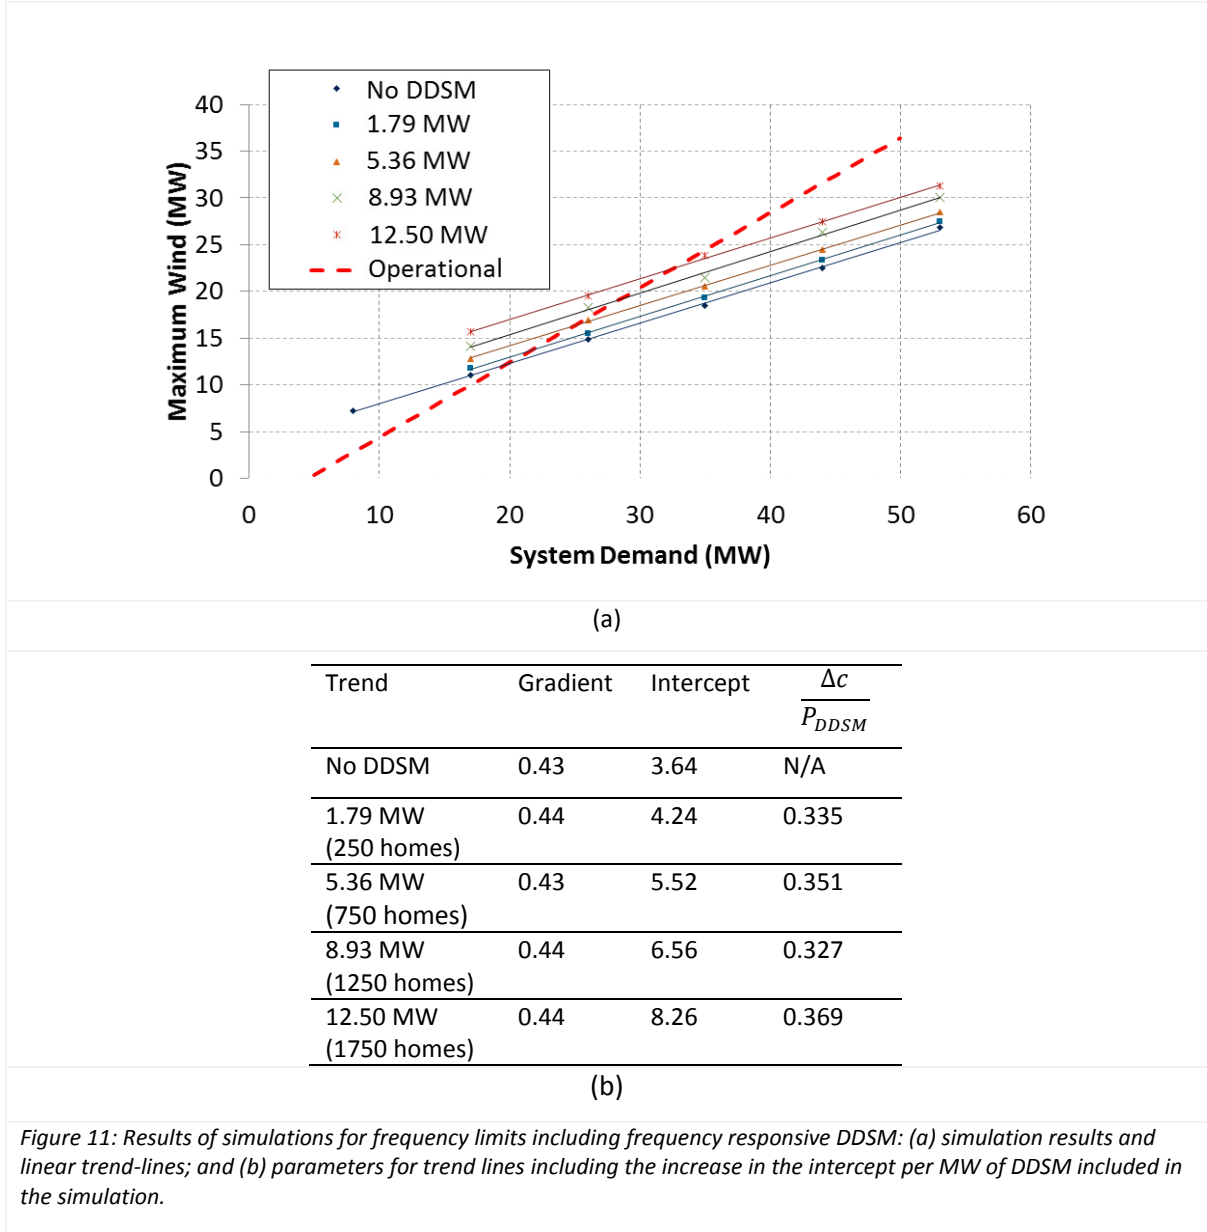 No DDSM
1.79 MW
5.36 MW
8.93 MW
12.50 MW
Operational
Maximum Wind (MW)
40
35
30
25
20
15
10
5
0
0 10 20 30 40 50 60
System Demand (MW)
(a)
Trend Gradient Intercept Δc
P_DDSM
No DDSM 0.43 3.64 N/A
1.79 MW 0.44 4.24 0.335
(250 homes)
5.36 MW 0.43 5.52 0.351
(750 homes)
8.93 MW 0.44 6.56 0.327
(1250 homes)
12.50 MW 0.44 8.26 0.369
(1750 homes)
(b)
Figure 11: Results of simulations for frequency limits including frequency responsive DDSM: (a) simulation results and
linear trend-lines; and (b) parameters for trend lines including the increase in the intercept per MW of DDSM included in
the simulation.